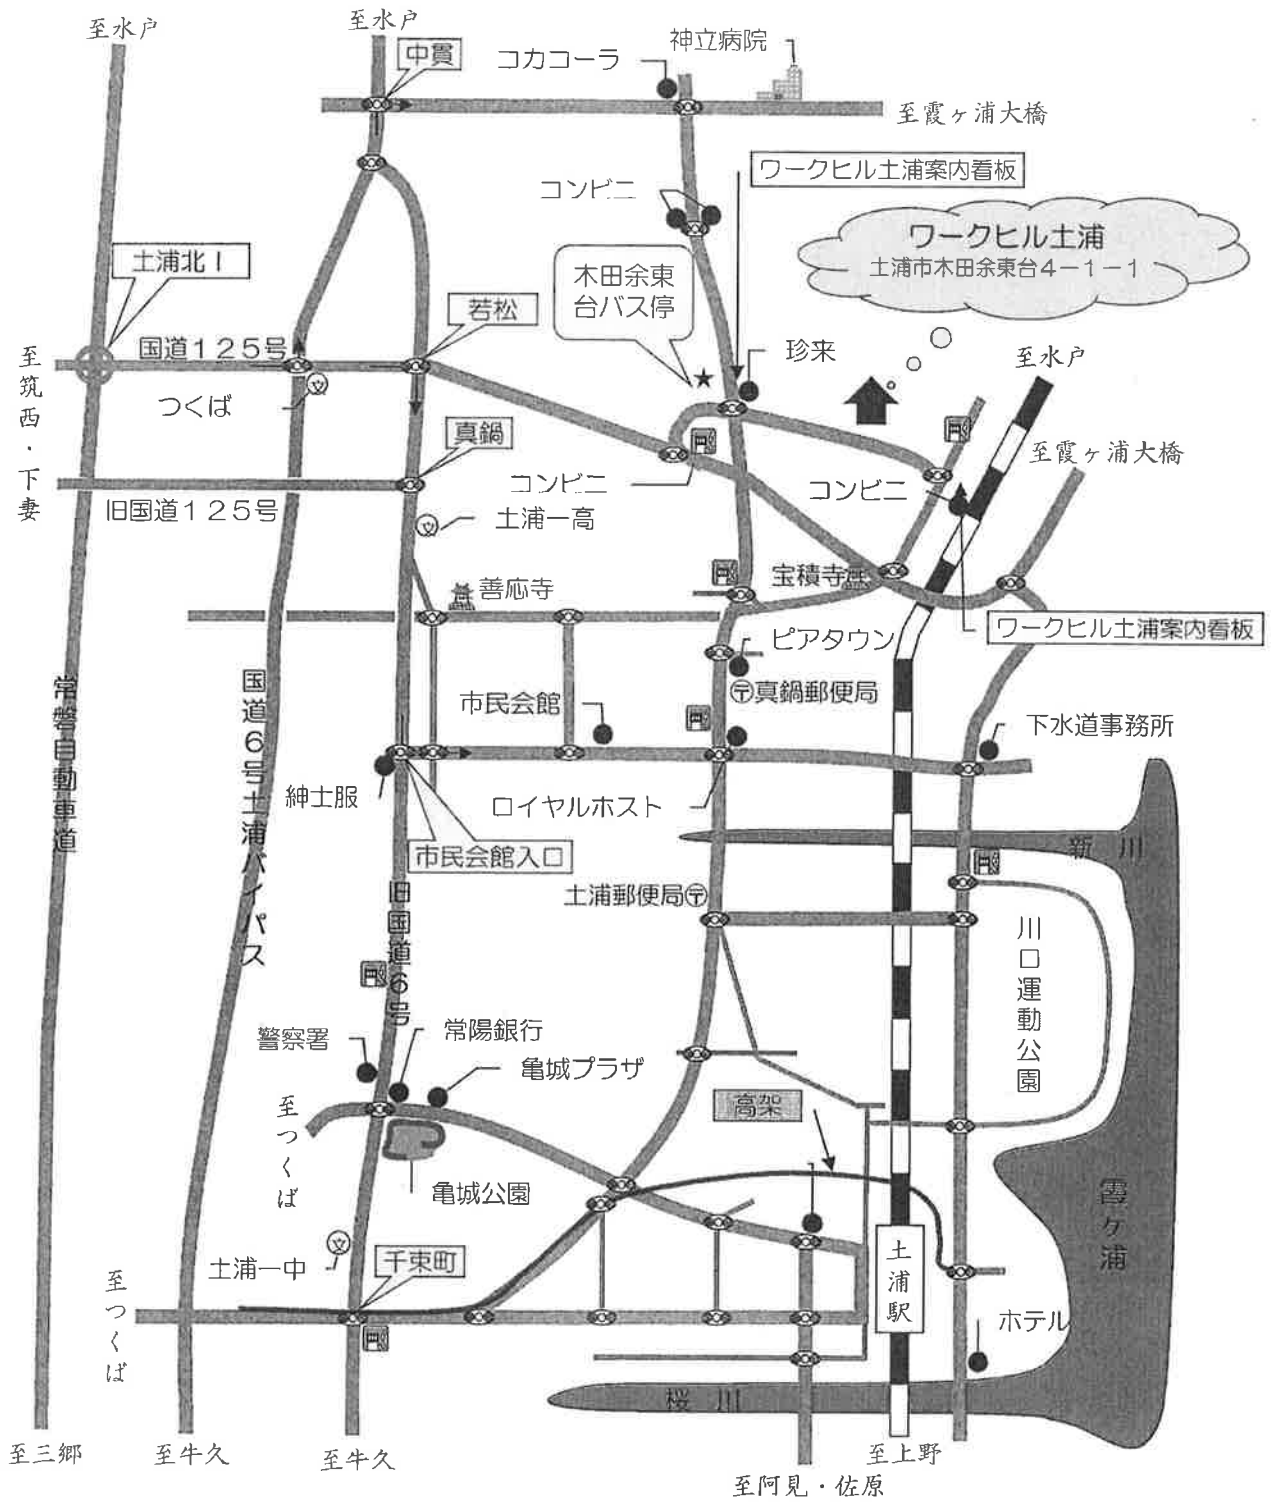 至水戸
至水戸
中貫
コカコーラ
神立病院
至霞ヶ浦大橋
ワークヒル土浦案内看板
コンビニ
ワークヒル土浦
土浦市木田余東台4－1－1
土浦北I
木田余東
台バス停
若松
国道125号
珍来
至水戸
至筑西・下妻
つくば
真鍋
至霞ヶ浦大橋
コンビニ
コンビニ
旧国道125号
土浦一高
宝積寺
善応寺
ワークヒル土浦案内看板
ピアタウン
〒真鍋郵便局
市民会館
下水道事務所
常磐自動車道
国道6号土浦バイパス
紳士服
ロイヤルホスト
市民会館入口
新川
旧国道6号
土浦郵便局〒
川口運動公園
警察署
常陽銀行
亀城プラザ
高架
至つくば
亀城公園
霞ヶ浦
土浦一中
千束町
土浦駅
至つくば
ホテル
桜川
至三郷
至牛久
至牛久
至上野
至阿見・佐原